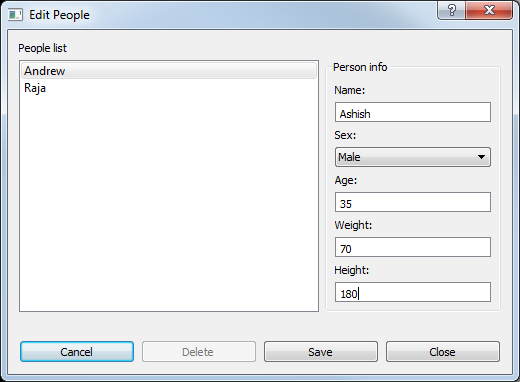 Edit People
People list
Andrew
Raja
Person info
Name:
Ashish
Sex:
Male
Age:
35
Weight:
70
Height:
180
Cancel
Delete
Save
Close